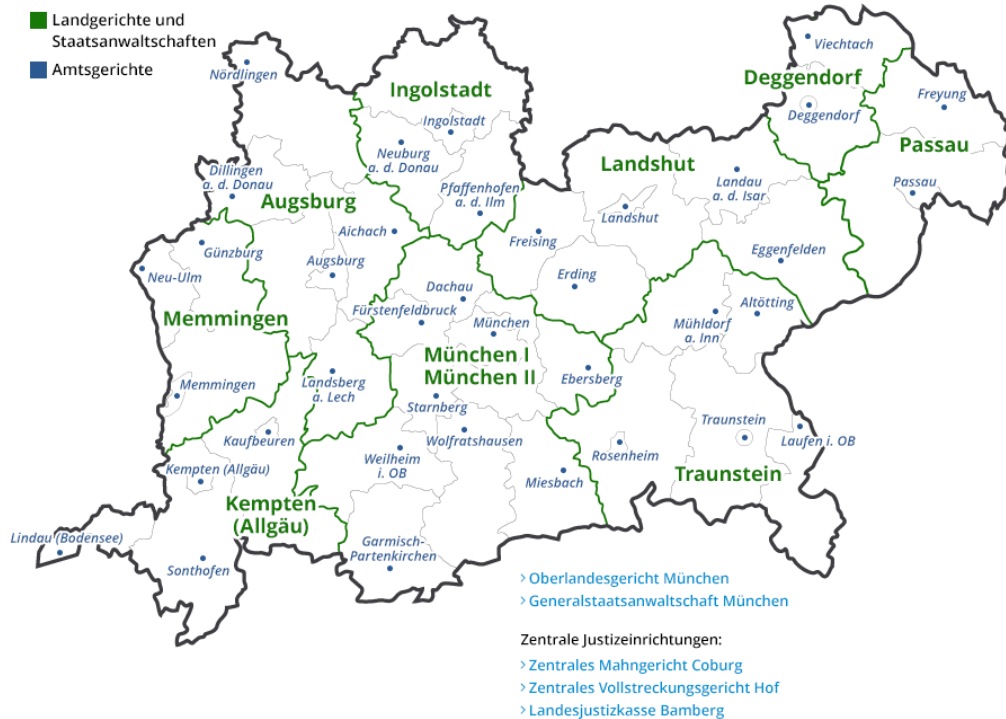 Landgerichte und
Staatsanwaltschaften
Amtsgerichte
Nördlingen
Ingolstadt
Ingolstadt
Neuburg
a. d. Donau
Pfaffenhofen
a. d. Ilm
Viechtach
Deggendorf
Deggendorf
Freyung
Passau
Passau
Landshut
Landshut
Landau
a. d. Isar
Eggenfelden
Freising
Erding
Dillingen
a. d. Donau
Augsburg
Aichach
Augsburg
Günzburg
Neu-Ulm
Memmingen
Memmingen
Landsberg
a. Lech
Dachau
Fürstenfeldbruck
München
München I
München II
Ebersberg
Starnberg
Wolfratshausen
Weilheim
i. OB
Miesbach
Garmisch-
Partenkirchen
Altötting
Mühldorf
a. Inn
Traunstein
Laufen i. OB
Rosenheim
Traunstein
Kaufbeuren
Kempten (Allgäu)
Kempten
(Allgäu)
Lindau (Bodensee)
Sonthofen
> Oberlandesgericht München
> Generalstaatsanwaltschaft München
Zentrale Justizeinrichtungen:
> Zentrales Mahngericht Coburg
> Zentrales Vollstreckungsgericht Hof
> Landesjustizkasse Bamberg